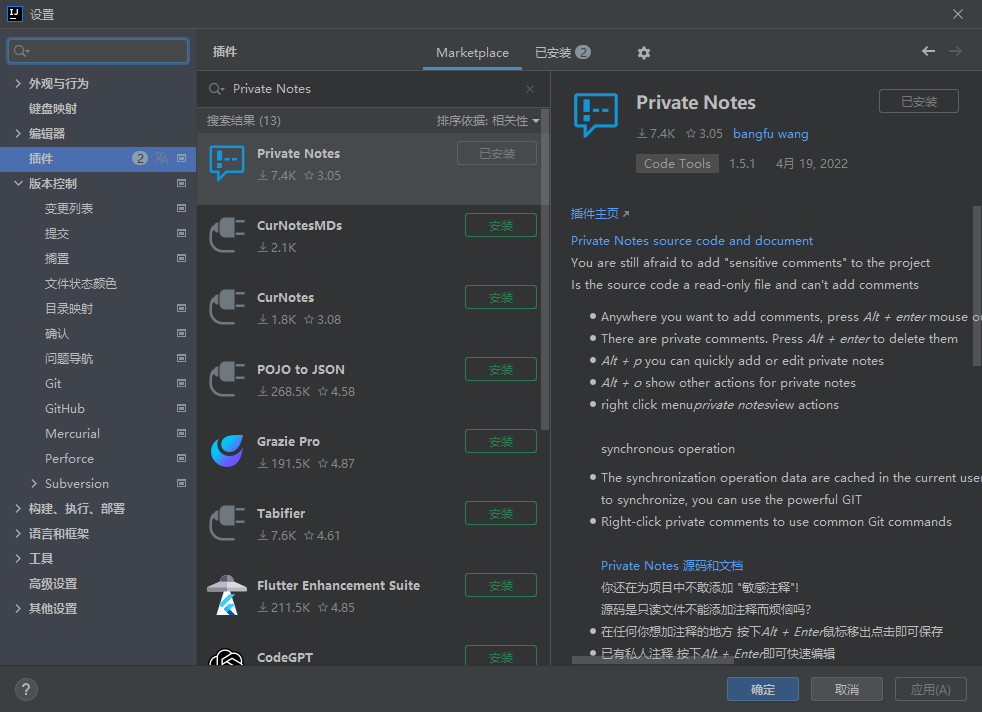 设置
外观与行为
键盘映射
编辑器
插件
2
版本控制
变更列表
提交
搁置
文件状态颜色
目录映射
确认
问题导航
Git
GitHub
Mercurial
Perforce
Subversion
构建、执行、部署
语言和框架
工具
高级设置
其他设置
插件
Marketplace
已安装 2
Private Notes
搜索结果 (13)
排序依据: 相关性
Private Notes
7.4K 3.05
已安装
CurNotesMDs
2.1K
安装
CurNotes
1.8K 3.08
安装
POJO to JSON
268.5K 4.58
安装
Grazie Pro
191.5K 4.87
安装
Tabifier
7.6K 4.61
安装
Flutter Enhancement Suite
211.5K 4.85
安装
CodeGPT
安装
Private Notes
已安装
7.4K 3.05 bangfu wang
Code Tools 1.5.1 4月 19, 2022
插件主页
Private Notes source code and document
You are still afraid to add "sensitive comments" to the project
Is the source code a read-only file and can't add comments
Anywhere you want to add comments, press Alt + enter mouse
There are private comments. Press Alt + enter to delete them
Alt + p you can quickly add or edit private notes
Alt + o show other actions for private notes
right click menuprivate notesview actions
synchronous operation
The synchronization operation data are cached in the current user
to synchronize, you can use the powerful GIT
Right-click private comments to use common Git commands
Private Notes 源码和文档
你还在为项目中不敢添加 "敏感注释"!
源码是只读文件不能添加注释而烦恼吗?
在任何你想加注释的地方 按下Alt + Enter鼠标移出点击即可保存
已有私人注释 按下Alt + Enter即可快速编辑
?
确定
取消
应用(A)